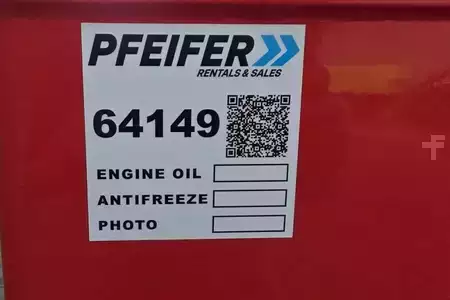 PFEIFER
RENTALS & SALES
64149
ENGINE OIL
ANTIFREEZE
PHOTO